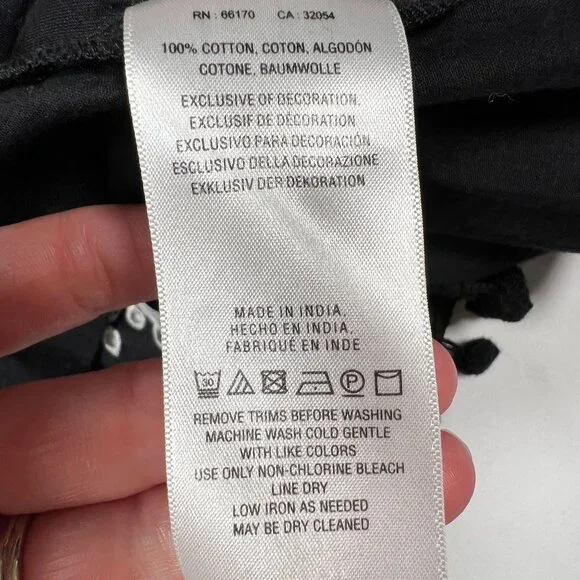 RN : 66170 CA : 32054
100% COTTON, COTON, ALGODÓN
COTONE, BAUMWOLLE
EXCLUSIVE OF DECORATION,
EXCLUSIF DE DÉCORATION
EXCLUSIVO PARA DECORACIÓN
ESCLUSIVO DELLA DECORAZIONE
EXKLUSIV DER DEKORATION
MADE IN INDIA,
HECHO EN INDIA,
FABRIQUÉ EN INDE
30 P
REMOVE TRIMS BEFORE WASHING
MACHINE WASH COLD GENTLE
WITH LIKE COLORS
USE ONLY NON-CHLORINE BLEACH
LINE DRY
LOW IRON AS NEEDED
MAY BE DRY CLEANED